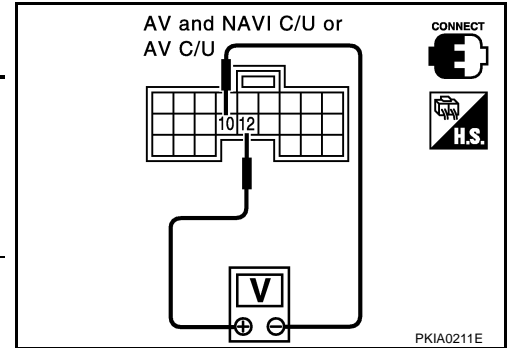 AV and NAVI C/U or
AV C/U
CONNECT
H.S.
10 12
V
+ −
PKIA0211E